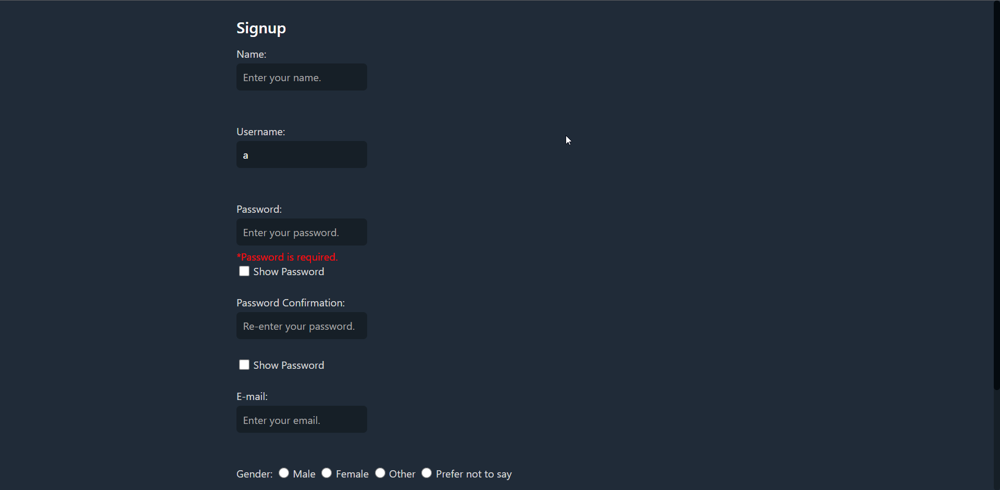 Signup
Name:
Enter your name.
Username:
a
Password:
Enter your password.
*Password is required.
Show Password
Password Confirmation:
Re-enter your password.
Show Password
E-mail:
Enter your email.
Gender: Male Female Other Prefer not to say